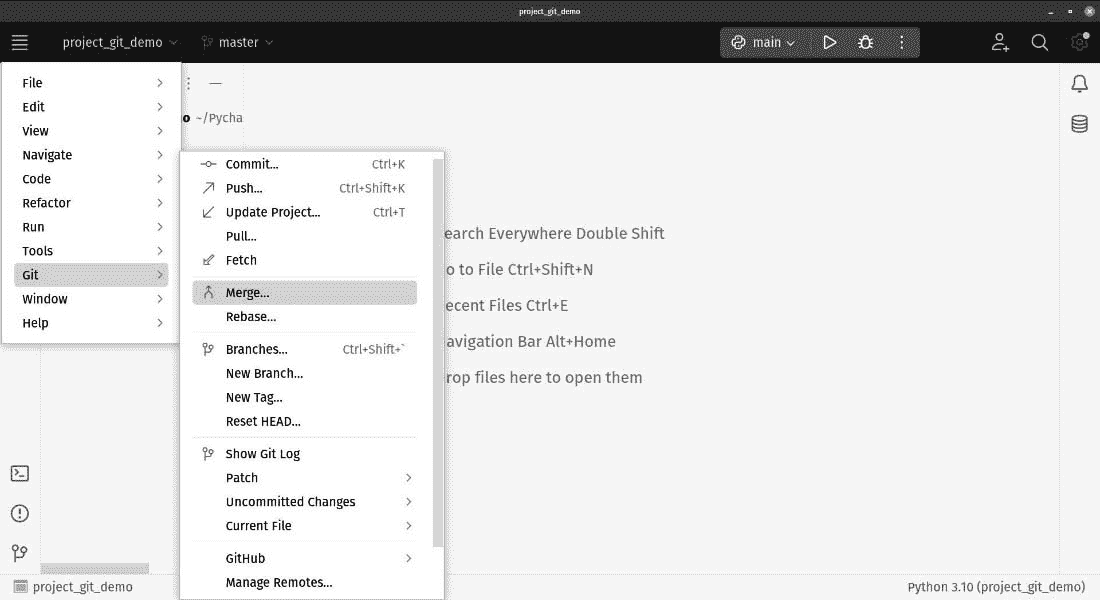 project_git_demo
project_git_demo master main
File
Edit
View
Navigate
Code
Refactor
Run
Tools
Git
Window
Help
o ~/Pycha
Commit... Ctrl+K
Push... Ctrl+Shift+K
Update Project... Ctrl+T
Pull...
Fetch
Merge...
Rebase...
Branches... Ctrl+Shift+`
New Branch...
New Tag...
Reset HEAD...
Show Git Log
Patch
Uncommitted Changes
Current File
GitHub
Manage Remotes...
earch Everywhere Double Shift
o to File Ctrl+Shift+N
ecent Files Ctrl+E
avigation Bar Alt+Home
rop files here to open them
project_git_demo
Python 3.10 (project_git_demo)